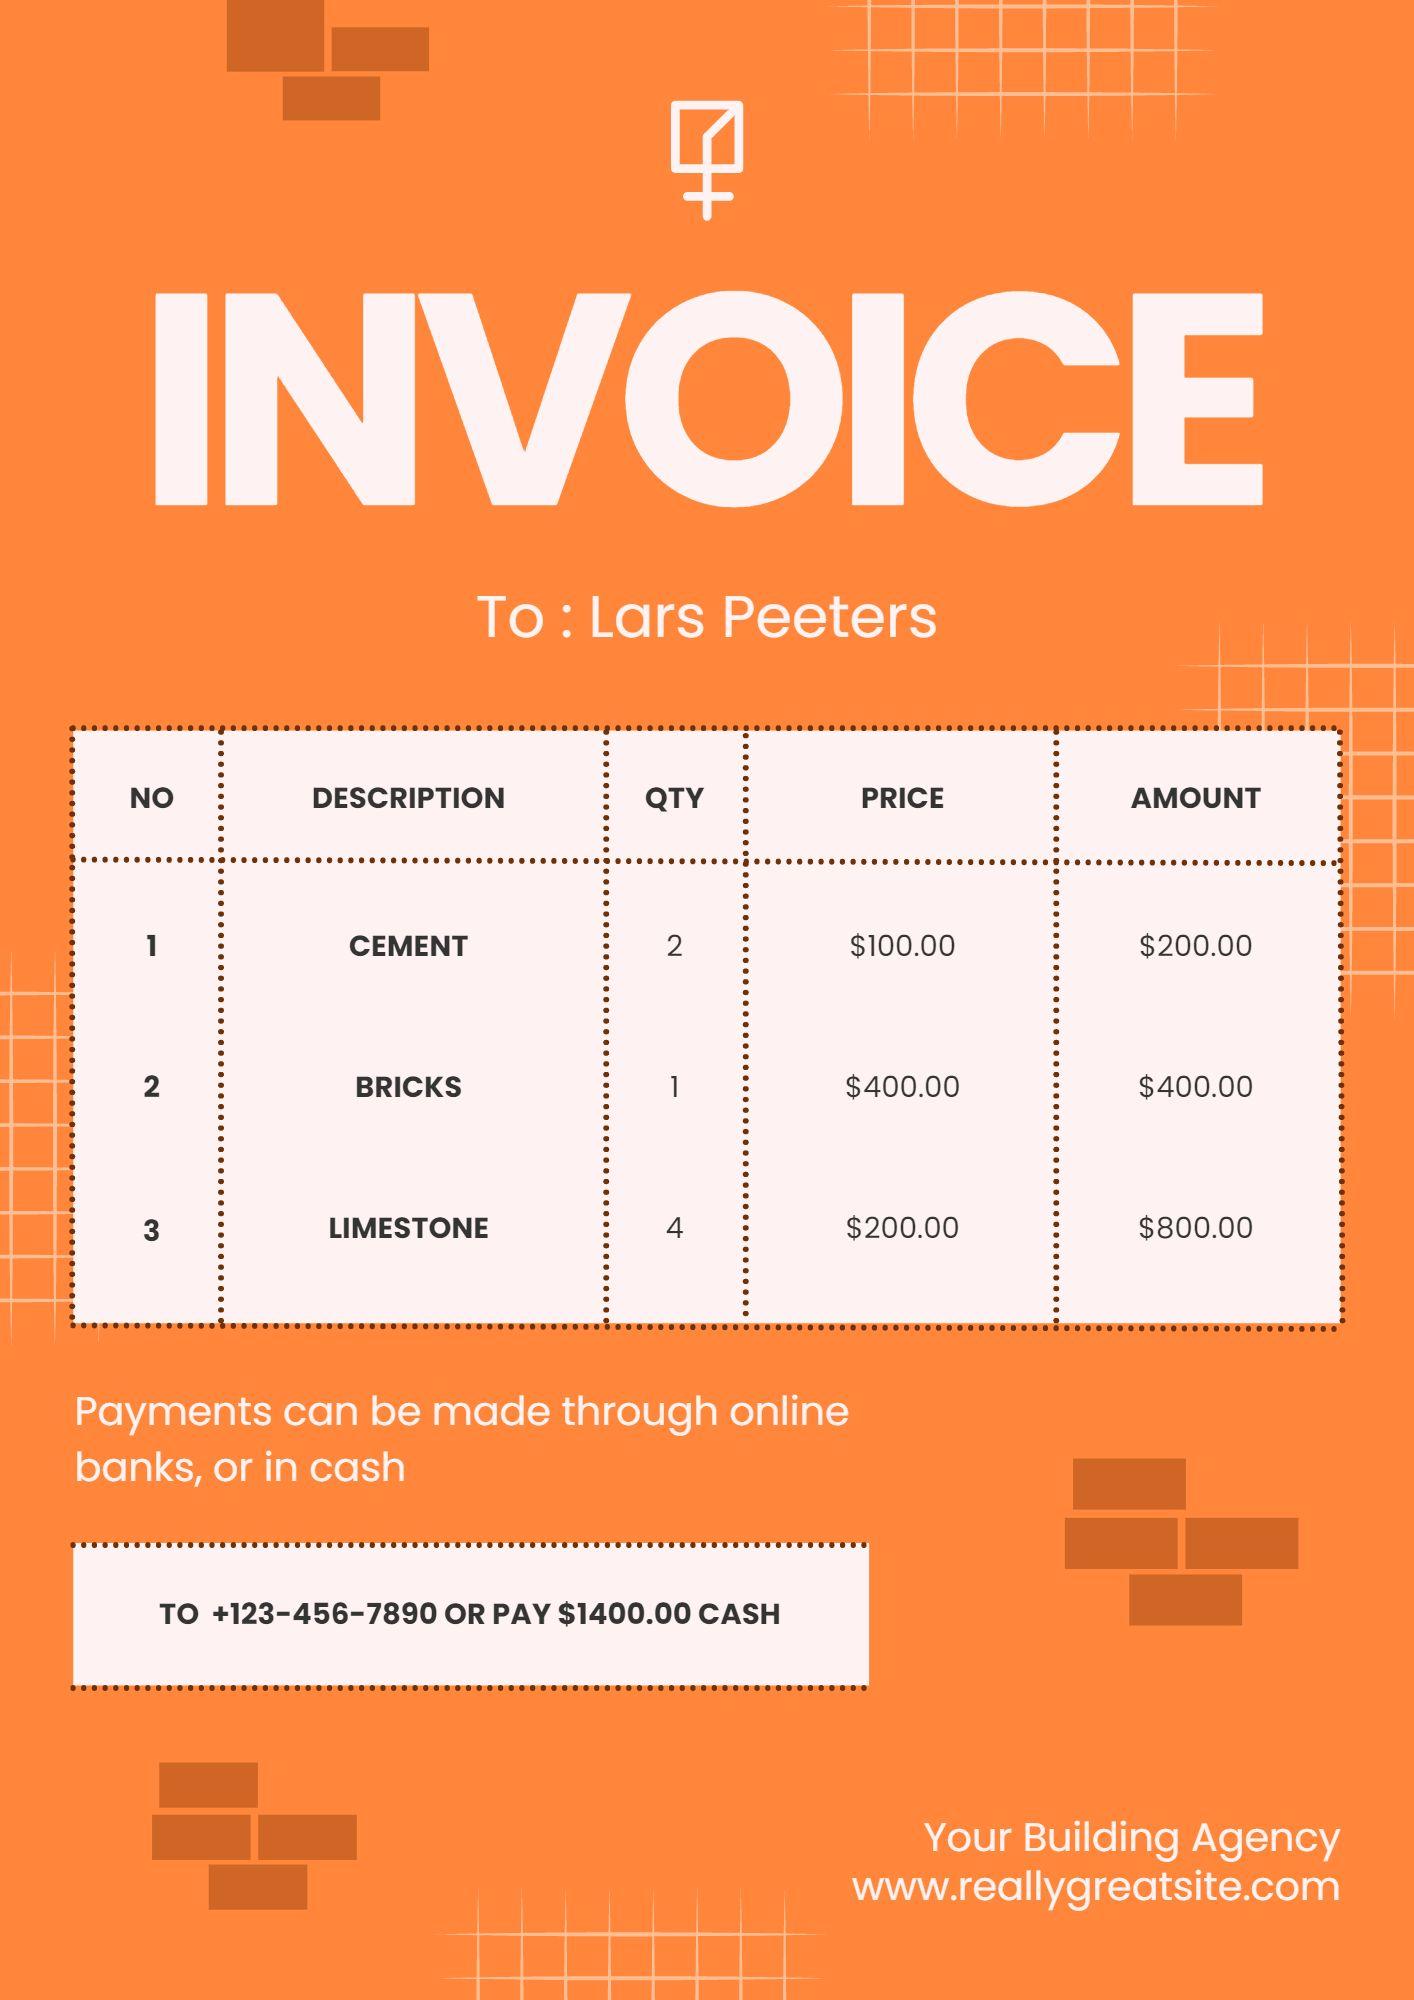 INVOICE
To : Lars Peeters
NO DESCRIPTION QTY PRICE AMOUNT
1 CEMENT 2 $100.00 $200.00
2 BRICKS 1 $400.00 $400.00
3 LIMESTONE 4 $200.00 $800.00
Payments can be made through online
banks, or in cash
TO +123-456-7890 OR PAY $1400.00 CASH
Your Building Agency
www.reallygreatsite.com